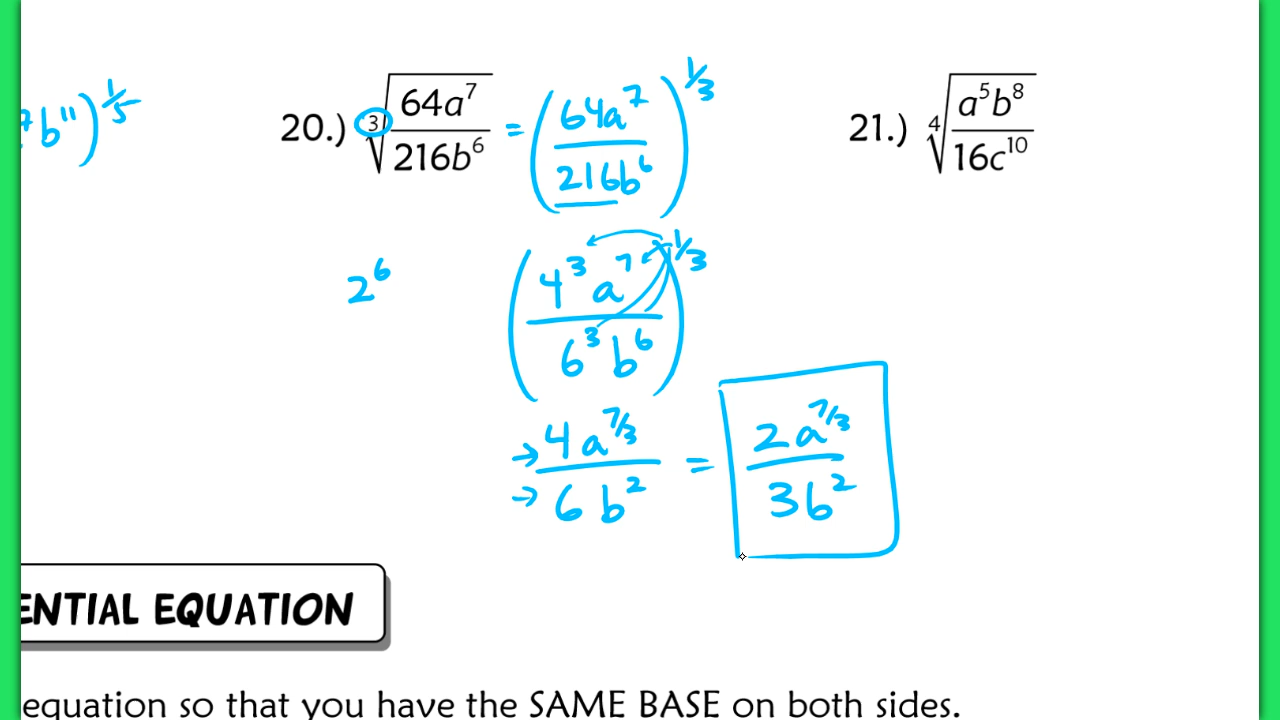 b¹¹)^1/5
20.) ∛(64a⁷/216b⁶) = (64a⁷/216b⁶)^1/3
21.) ∜(a⁵b⁸/16c¹⁰)
2⁶
(4³a⁷/6³b⁶)^1/3
→ 4a^7/3 / → 6b² = 2a^7/3 / 3b²
ENTIAL EQUATION
equation so that you have the SAME BASE on both sides.